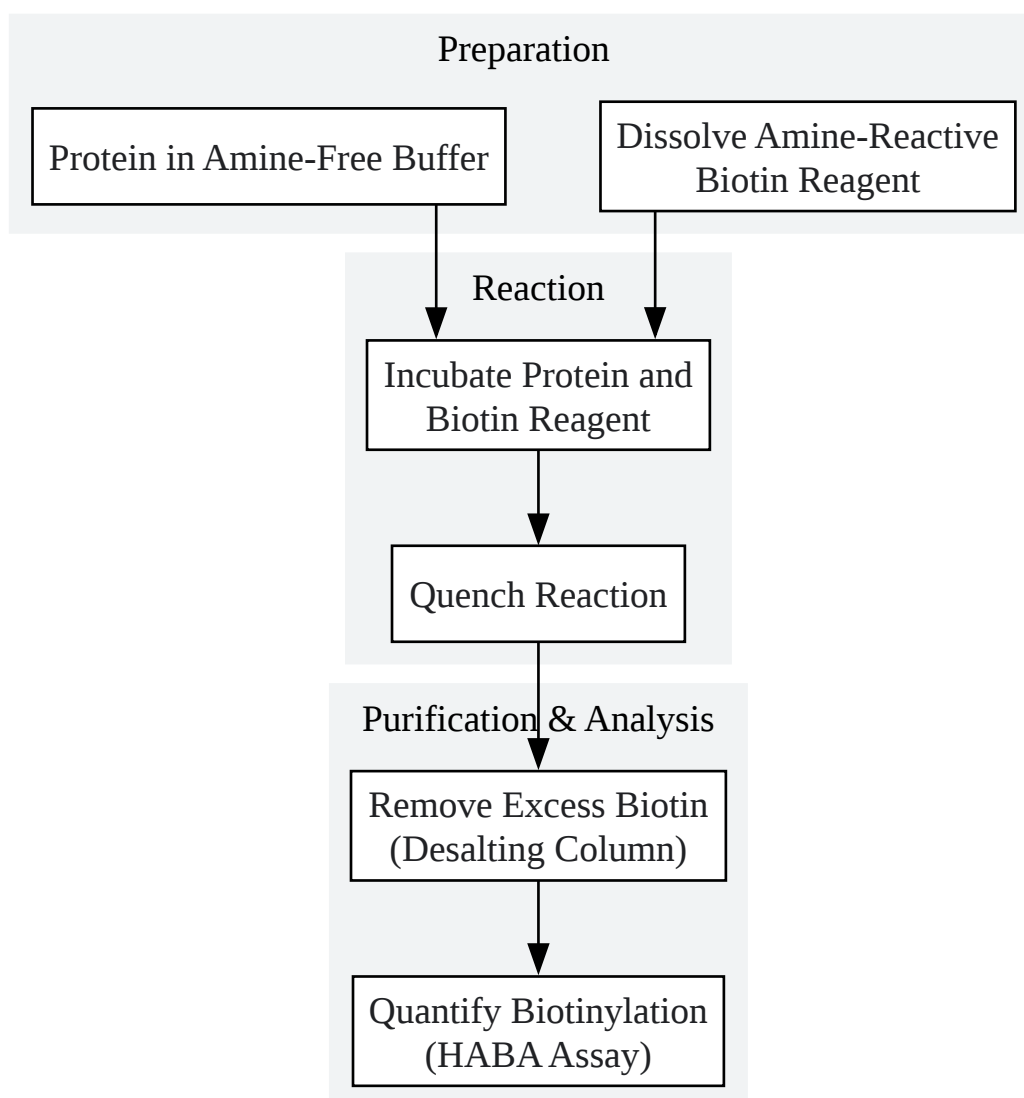 Preparation
Protein in Amine-Free Buffer
Dissolve Amine-Reactive
Biotin Reagent
Reaction
Incubate Protein and
Biotin Reagent
Quench Reaction
Purification & Analysis
Remove Excess Biotin
(Desalting Column)
Quantify Biotinylation
(HABA Assay)